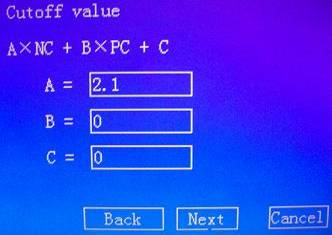 Cutoff value
A×NC + B×PC + C
A = 2.1
B = 0
C = 0
Back Next Cancel